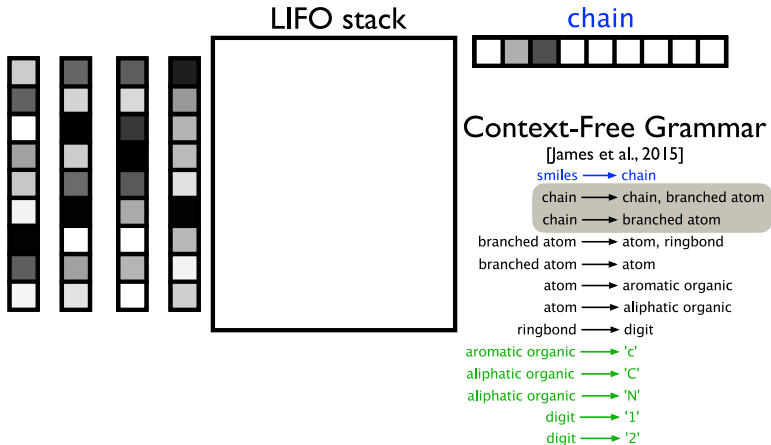 LIFO stack
chain
Context-Free Grammar
[James et al., 2015]
smiles → chain
chain → chain, branched atom
chain → branched atom
branched atom → atom, ringbond
branched atom → atom
atom → aromatic organic
atom → aliphatic organic
ringbond → digit
aromatic organic → 'c'
aliphatic organic → 'C'
aliphatic organic → 'N'
digit → '1'
digit → '2'